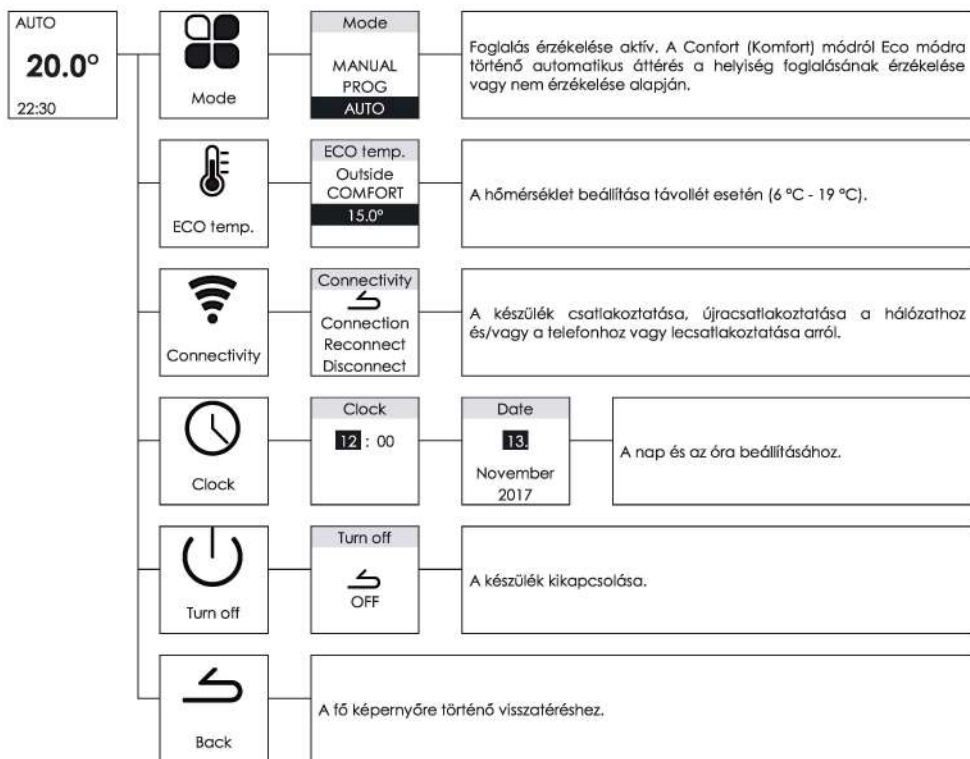 AUTO
20.0°
22:30
Mode
Mode
MANUAL
PROG
AUTO
Foglalás érzékelése aktív. A Confort (Komfort) módról Eco módra
történő automatikus áttérés a helyiség foglalásának érzékelése
vagy nem érzékelése alapján.
ECO temp.
ECO temp.
Outside
COMFORT
15.0°
A hőmérséklet beállítása távollét esetén (6 °C - 19 °C).
Connectivity
Connectivity
Connection
Reconnect
Disconnect
A készülék csatlakoztatása, újracsatlakoztatása a hálózathoz
és/vagy a telefonhoz vagy lecsatlakoztatása arról.
Clock
Clock
12 : 00
Date
13.
November
2017
A nap és az óra beállításához.
Turn off
Turn off
OFF
A készülék kikapcsolása.
Back
A fő képernyőre történő visszatéréshez.